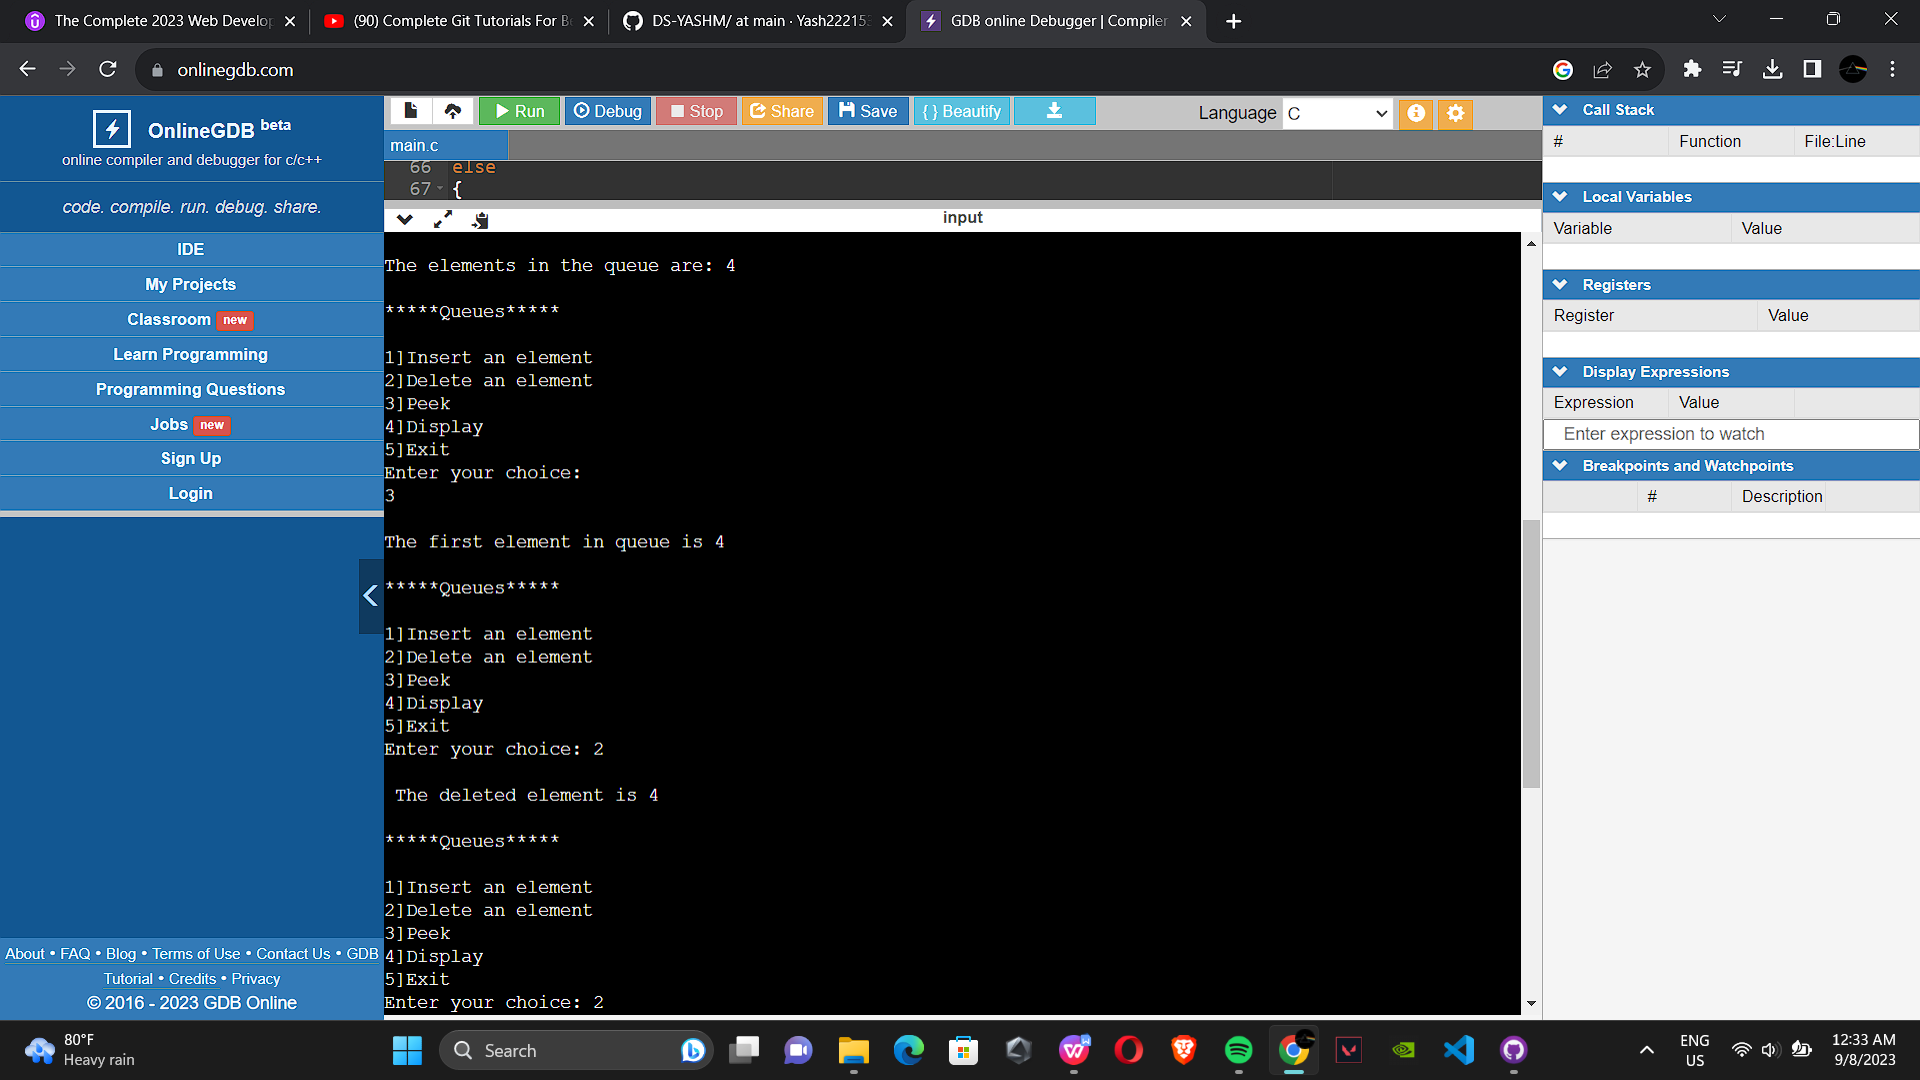 The Complete 2023 Web Develop
(90) Complete Git Tutorials For Be
DS-YASHM/ at main · Yash222153
GDB online Debugger | Compiler
onlinegdb.com
OnlineGDB beta
online compiler and debugger for c/c++
code. compile. run. debug. share.
IDE
My Projects
Classroom new
Learn Programming
Programming Questions
Jobs new
Sign Up
Login
About • FAQ • Blog • Terms of Use • Contact Us • GDB
Tutorial • Credits • Privacy
© 2016 - 2023 GDB Online
Run Debug Stop Share Save { } Beautify
Language C
main.c
66 else
67 {
input
The elements in the queue are: 4
*****Queues*****
1]Insert an element
2]Delete an element
3]Peek
4]Display
5]Exit
Enter your choice:
3
The first element in queue is 4
*****Queues*****
1]Insert an element
2]Delete an element
3]Peek
4]Display
5]Exit
Enter your choice: 2
The deleted element is 4
*****Queues*****
1]Insert an element
2]Delete an element
3]Peek
4]Display
5]Exit
Enter your choice: 2
Call Stack
# Function File:Line
Local Variables
Variable Value
Registers
Register Value
Display Expressions
Expression Value
Enter expression to watch
Breakpoints and Watchpoints
# Description
80°F
Heavy rain
Search
ENG
US
12:33 AM
9/8/2023